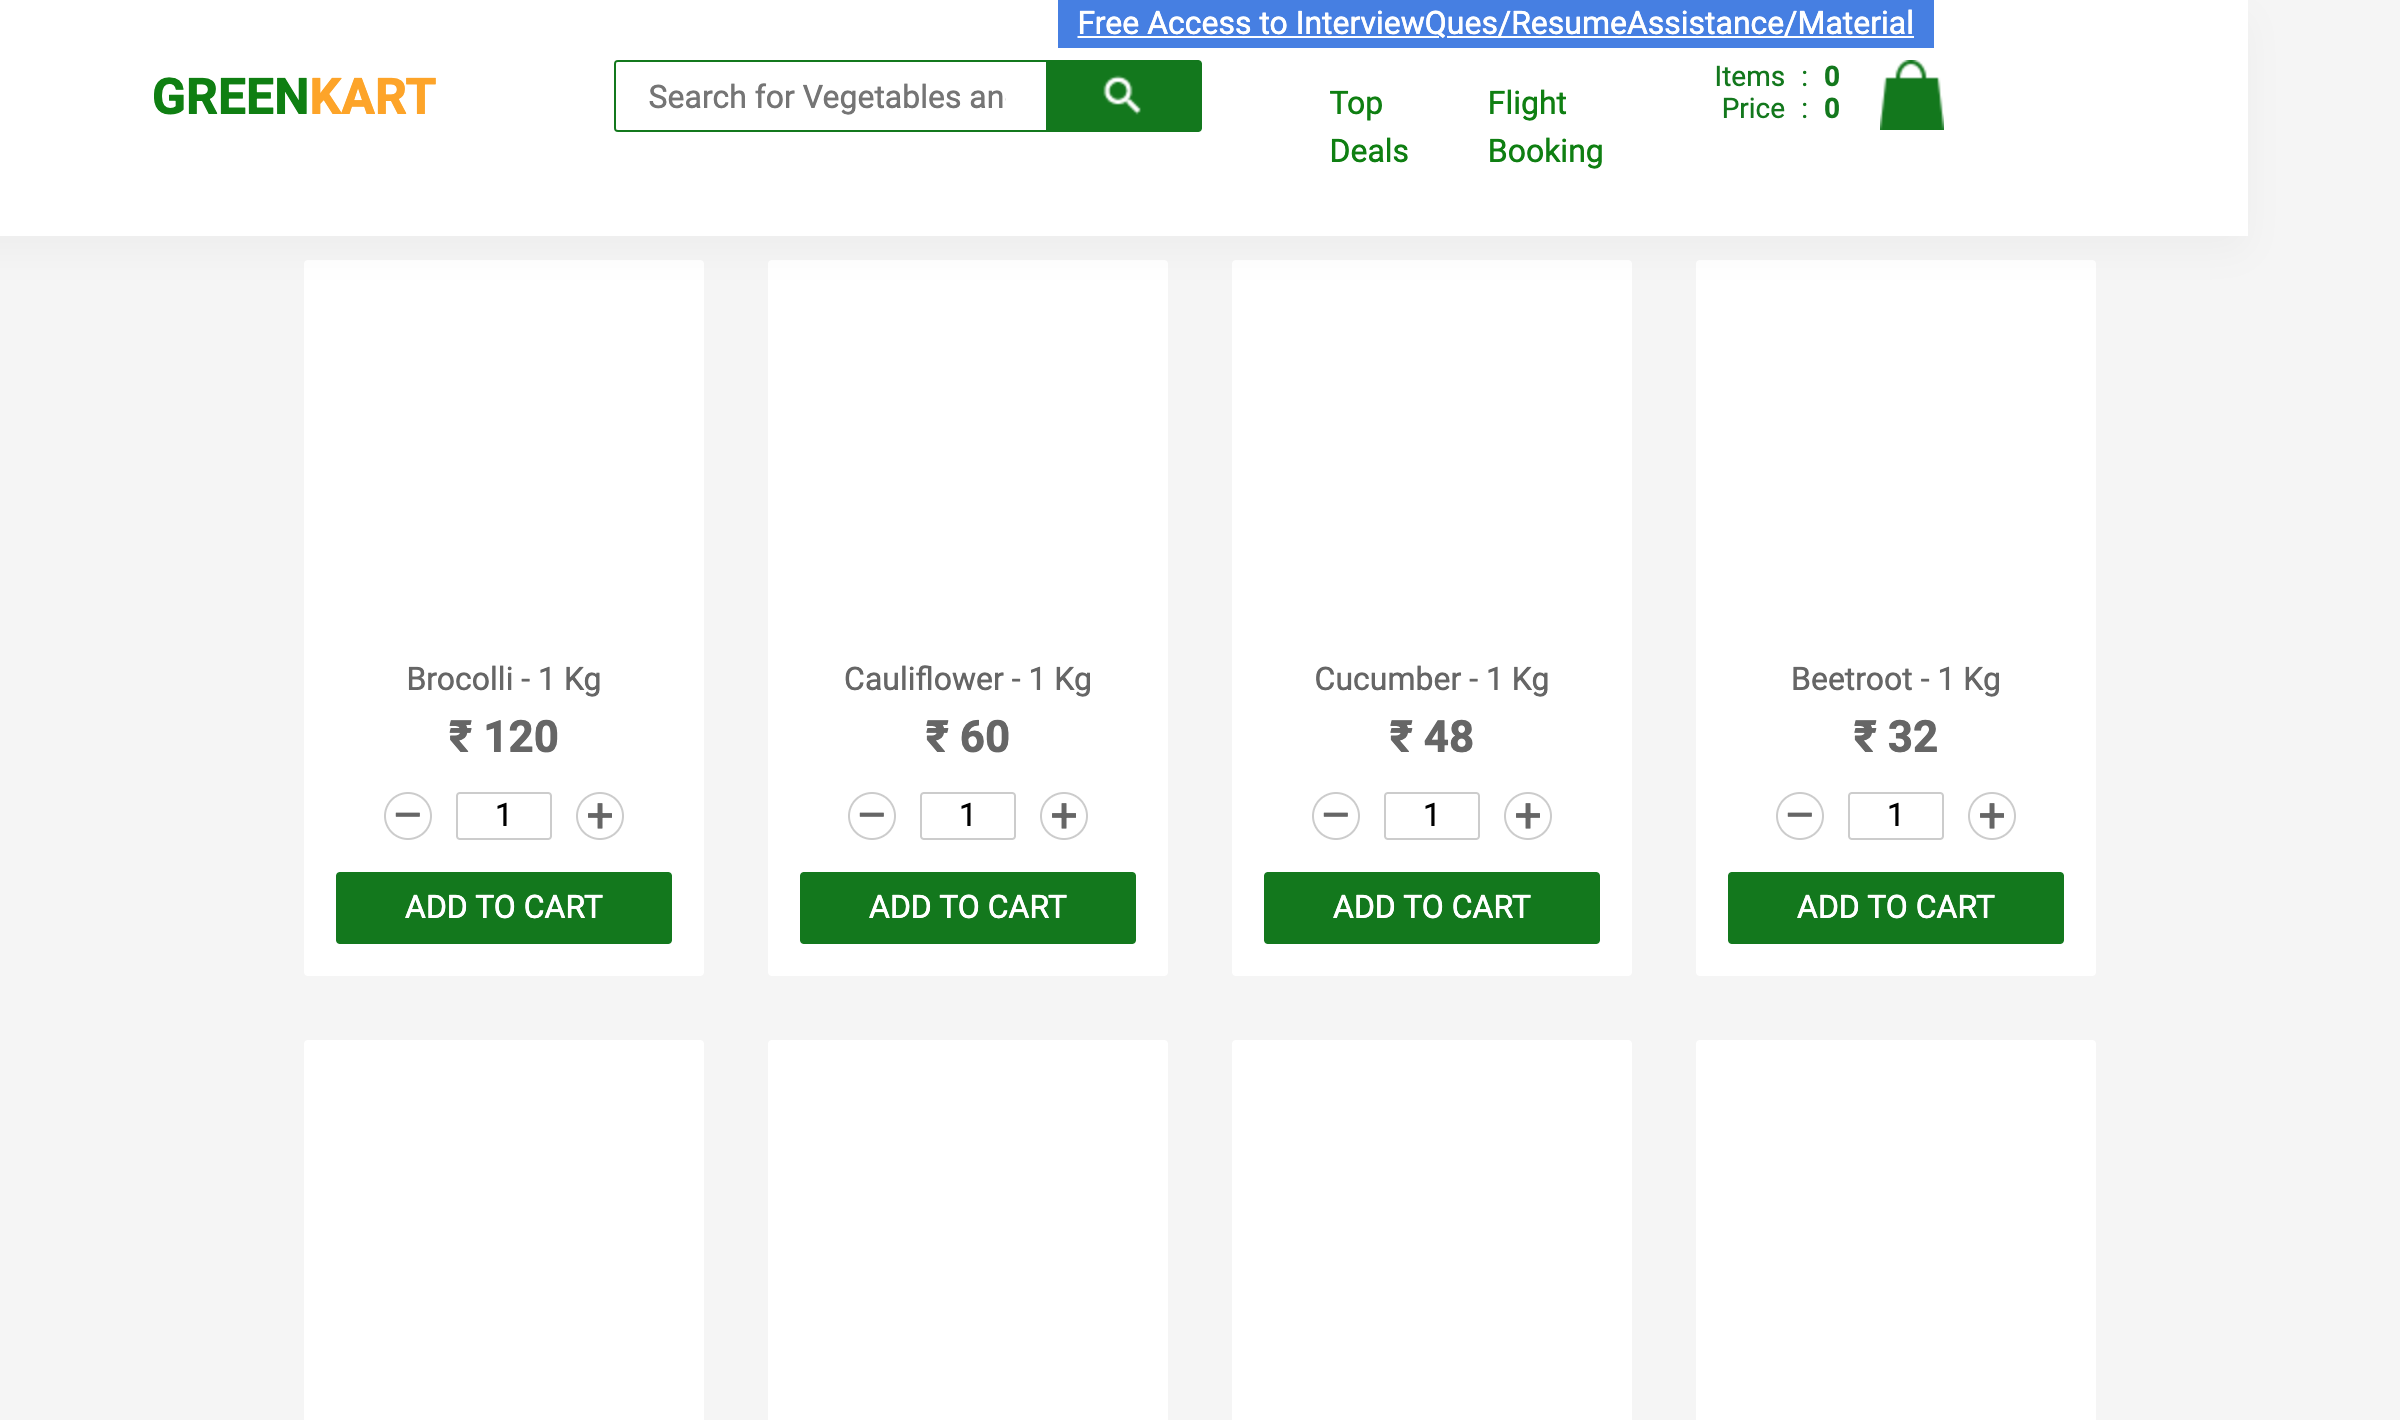 Free Access to InterviewQues/ResumeAssistance/Material
GREENKART
Search for Vegetables an
Top
Deals
Flight
Booking
Items : 0
Price : 0
Brocolli - 1 Kg
₹ 120
1
ADD TO CART
Cauliflower - 1 Kg
₹ 60
1
ADD TO CART
Cucumber - 1 Kg
₹ 48
1
ADD TO CART
Beetroot - 1 Kg
₹ 32
1
ADD TO CART